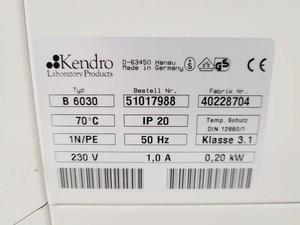 Kendro
Laboratory Products
D-63450 Hanau
Made in Germany
Typ Bestell Nr. Fabrik Nr.
B 6030 51017988 40228704
70°C IP 20 Temp. Schutz
DIN 12880/1
1N/PE 50 Hz Klasse 3.1
230 V 1,0 A 0,20 kW